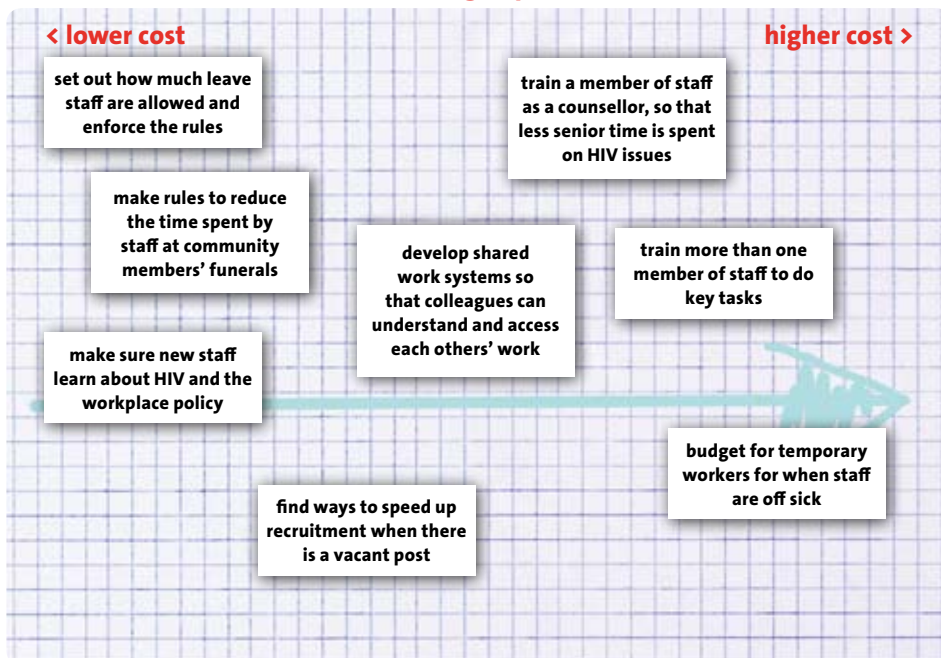 < lower cost
higher cost >
set out how much leave
staff are allowed and
enforce the rules
train a member of staff
as a counsellor, so that
less senior time is spent
on HIV issues
make rules to reduce
the time spent by
staff at community
members’ funerals
develop shared
work systems so
that colleagues can
understand and access
each others’ work
train more than one
member of staff to do
key tasks
make sure new staff
learn about HIV and the
workplace policy
budget for temporary
workers for when staff
are off sick
find ways to speed up
recruitment when there
is a vacant post